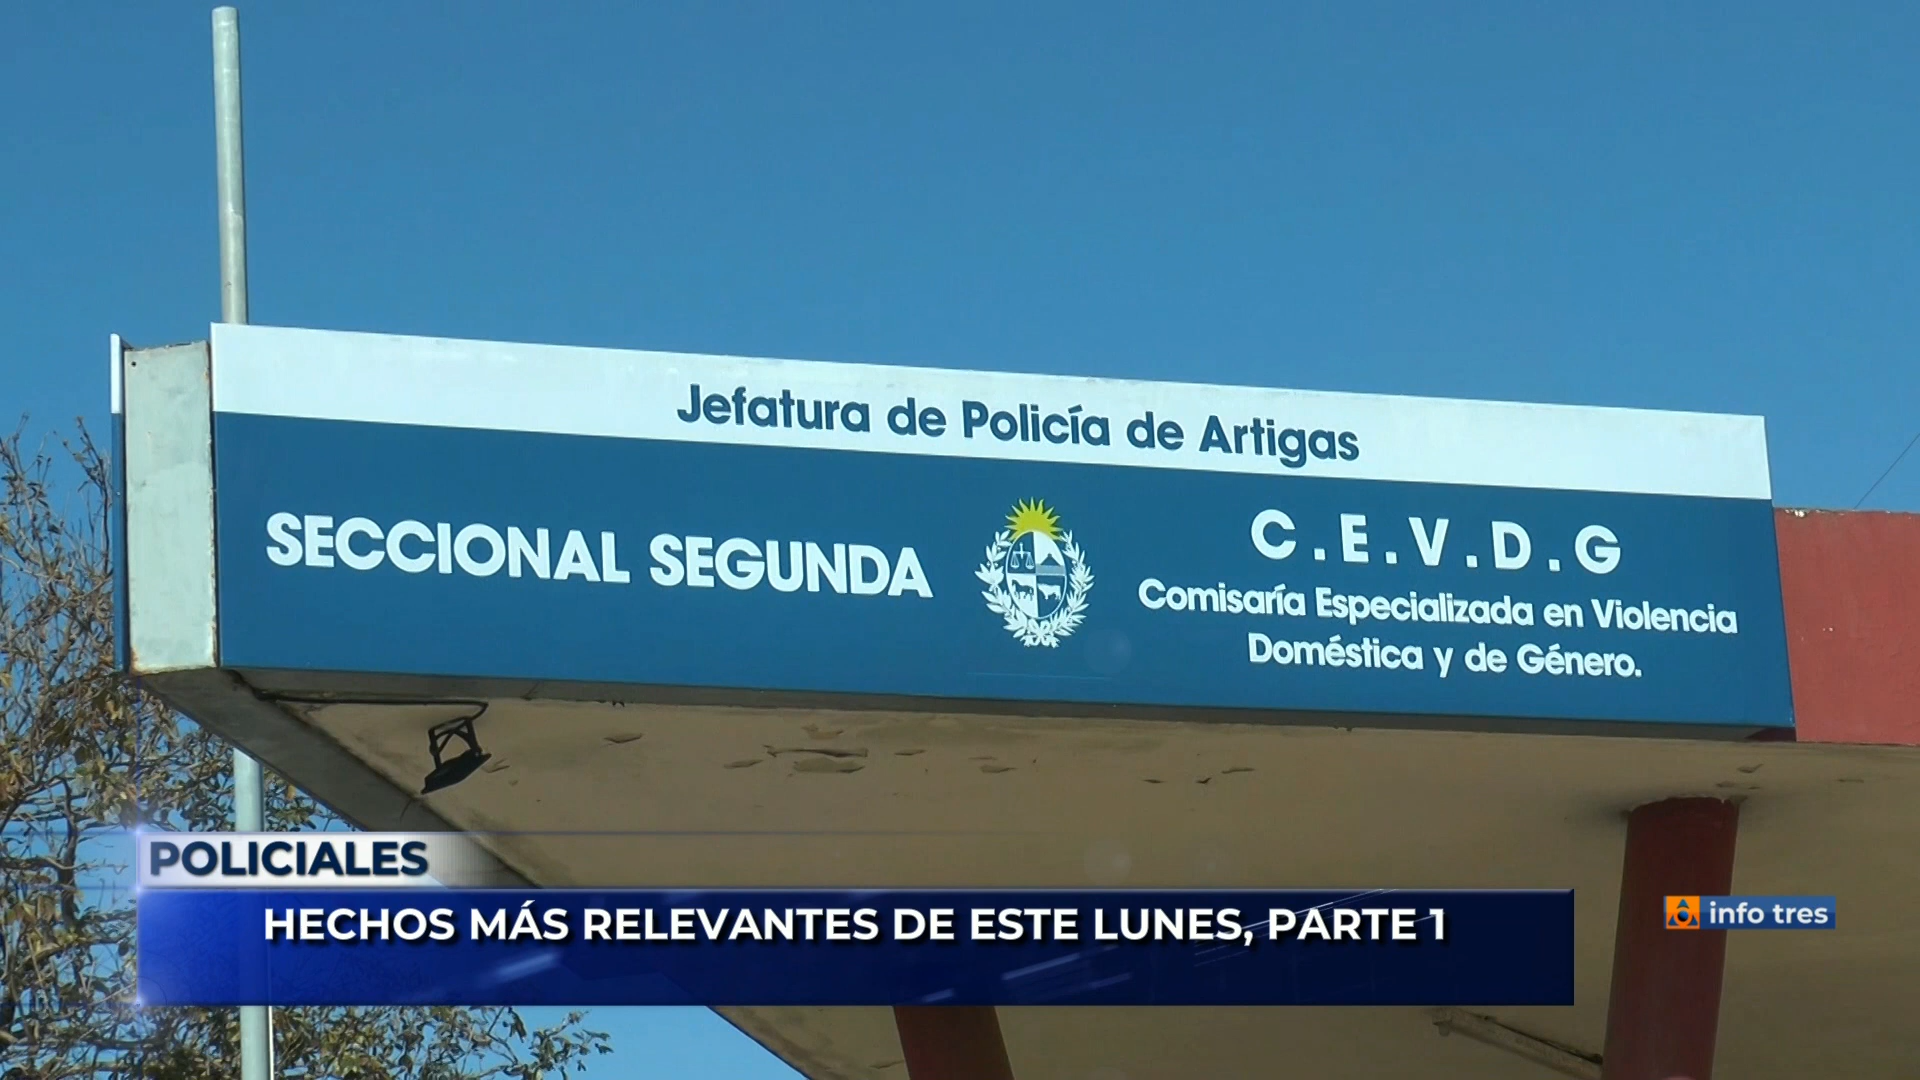 Jefatura de Policía de Artigas
SECCIONAL SEGUNDA
C.E.V.D.G
Comisaría Especializada en Violencia
Doméstica y de Género.
POLICIALES
HECHOS MÁS RELEVANTES DE ESTE LUNES, PARTE 1
info tres